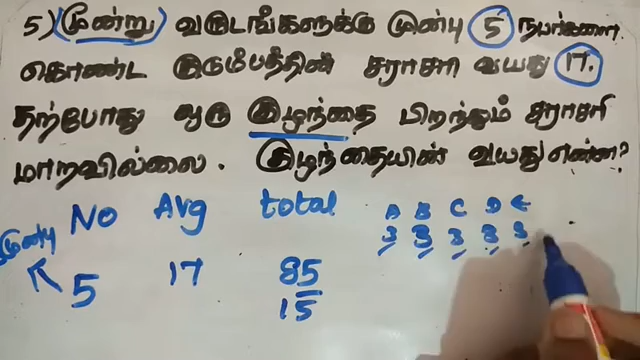 5) மூன்று வருடங்களுக்கு முன்பு 5 நபர்களை
கொண்ட குடும்பத்தின் சராசரி வயது 17.
தற்போது ஒரு குழந்தை பிறந்தும் சராசரி
மாறவில்லை. குழந்தையின் வயது என்ன?
No Avg total A B C D E
முன்பு 3 3 3 3 3
5 17 85
15